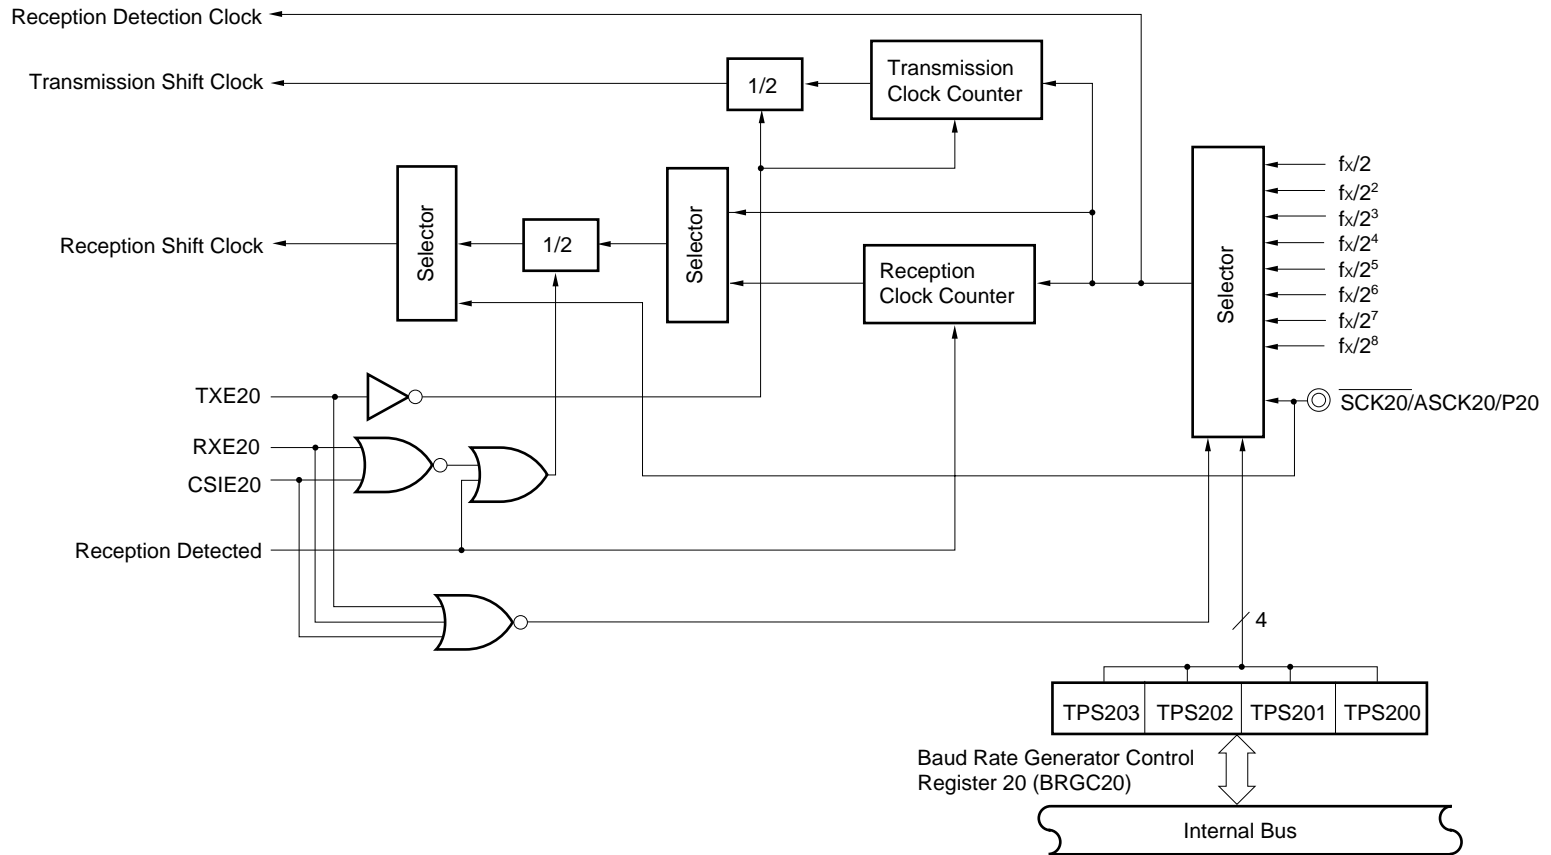 Reception Detection Clock
Transmission Shift Clock
1/2
Transmission
Clock Counter
Selector
Selector
Selector
fX/2
fX/2²
fX/2³
fX/2⁴
fX/2⁵
fX/2⁶
fX/2⁷
fX/2⁸
Reception Shift Clock
1/2
Reception
Clock Counter
TXE20
SCK20/ASCK20/P20
RXE20
CSIE20
Reception Detected
4
TPS203 TPS202 TPS201 TPS200
Baud Rate Generator Control
Register 20 (BRGC20)
Internal Bus